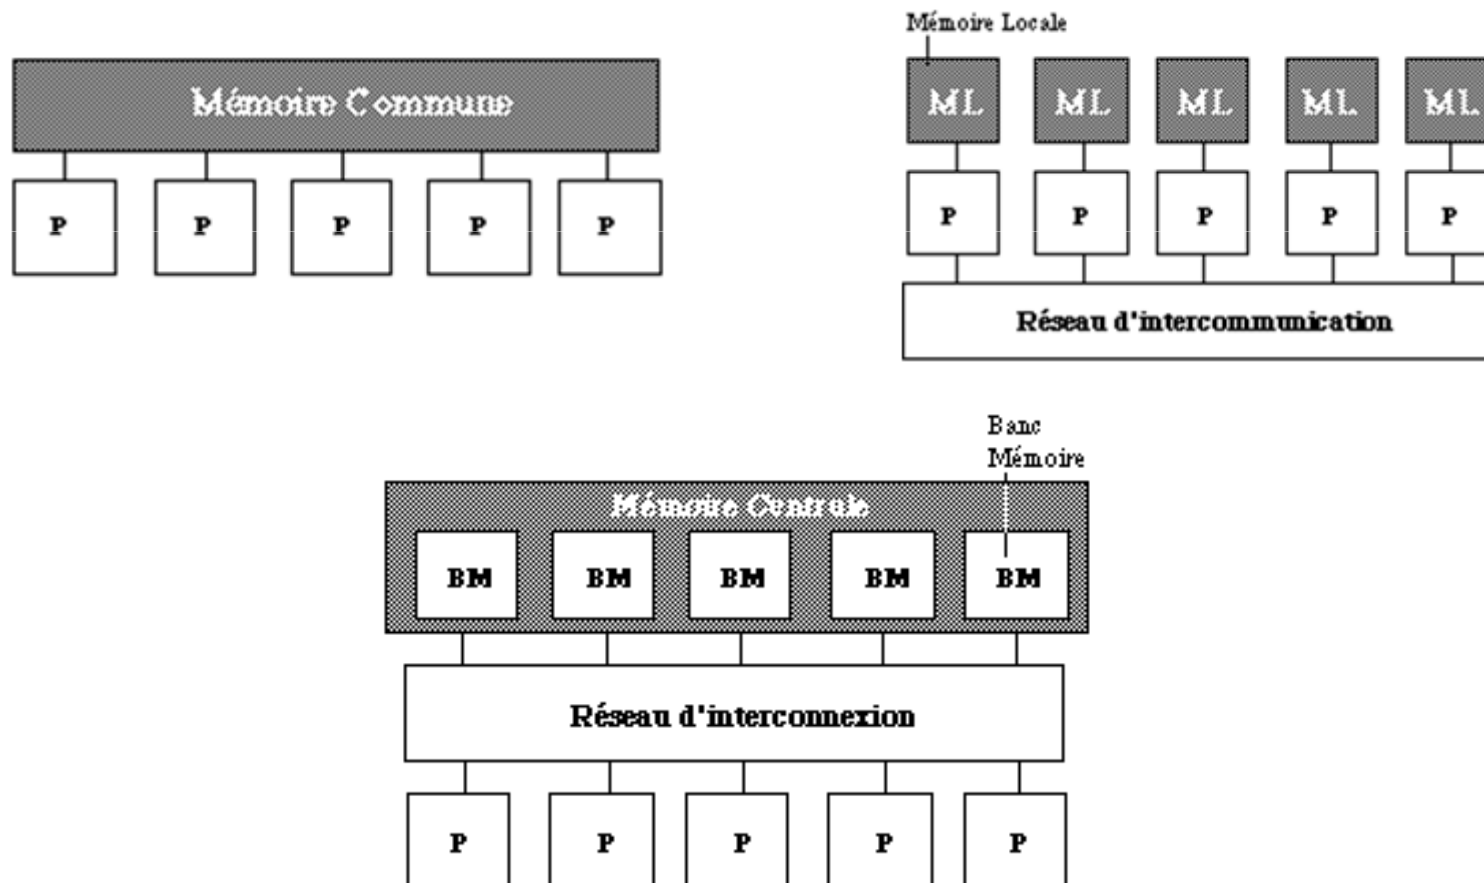 Mémoire Commune
P P P P P
Mémoire Locale
ML ML ML ML ML
P P P P P
Réseau d'intercommunication
Banc
Mémoire
Mémoire Centrale
BM BM BM BM BM
Réseau d'interconnexion
P P P P P